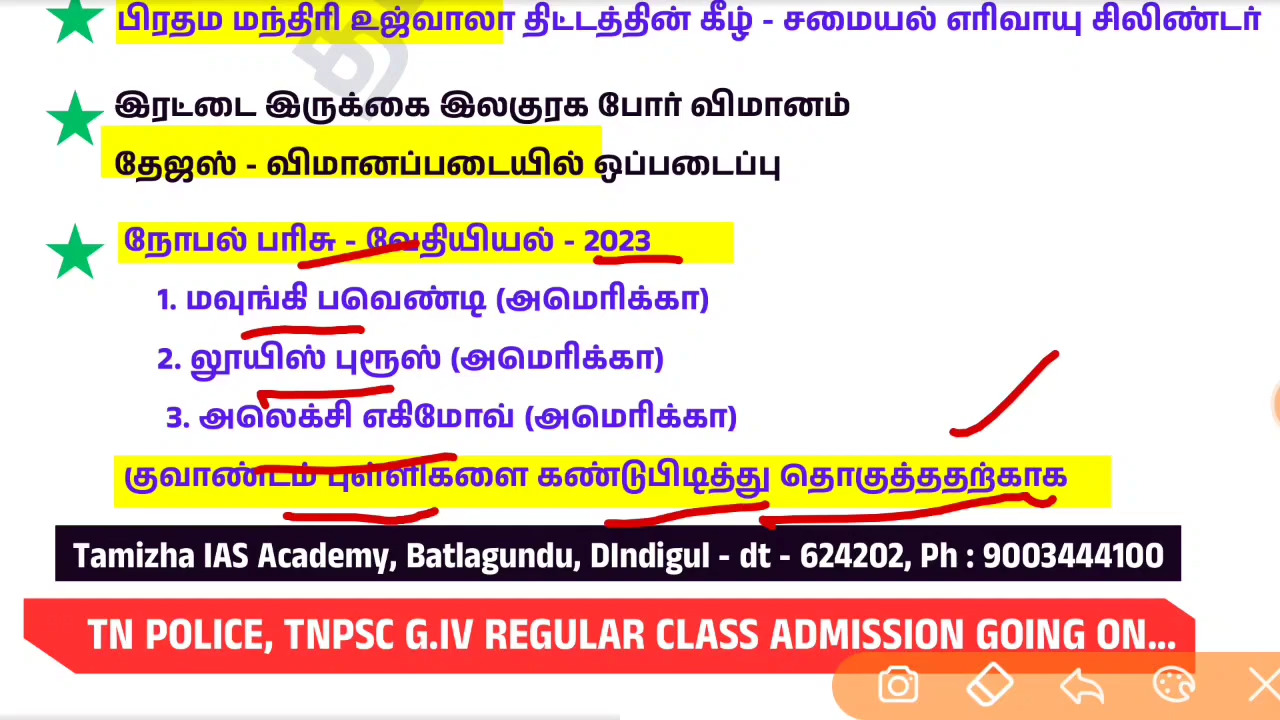 பிரதம மந்திரி உஜ்வாலா திட்டத்தின் கீழ் - சமையல் எரிவாயு சிலிண்டர்
இரட்டை இருக்கை இலகுரக போர் விமானம்
தேஜஸ் - விமானப்படையில் ஒப்படைப்பு
நோபல் பரிசு - வேதியியல் - 2023
1. மவுங்கி பவெண்டி (அமெரிக்கா)
2. லூயிஸ் புரூஸ் (அமெரிக்கா)
3. அலெக்சி எகிமோவ் (அமெரிக்கா)
குவாண்டம் புள்ளிகளை கண்டுபிடித்து தொகுத்ததற்காக
Tamizha IAS Academy, Batlagundu, DIndigul - dt - 624202, Ph : 9003444100
TN POLICE, TNPSC G.IV REGULAR CLASS ADMISSION GOING ON...